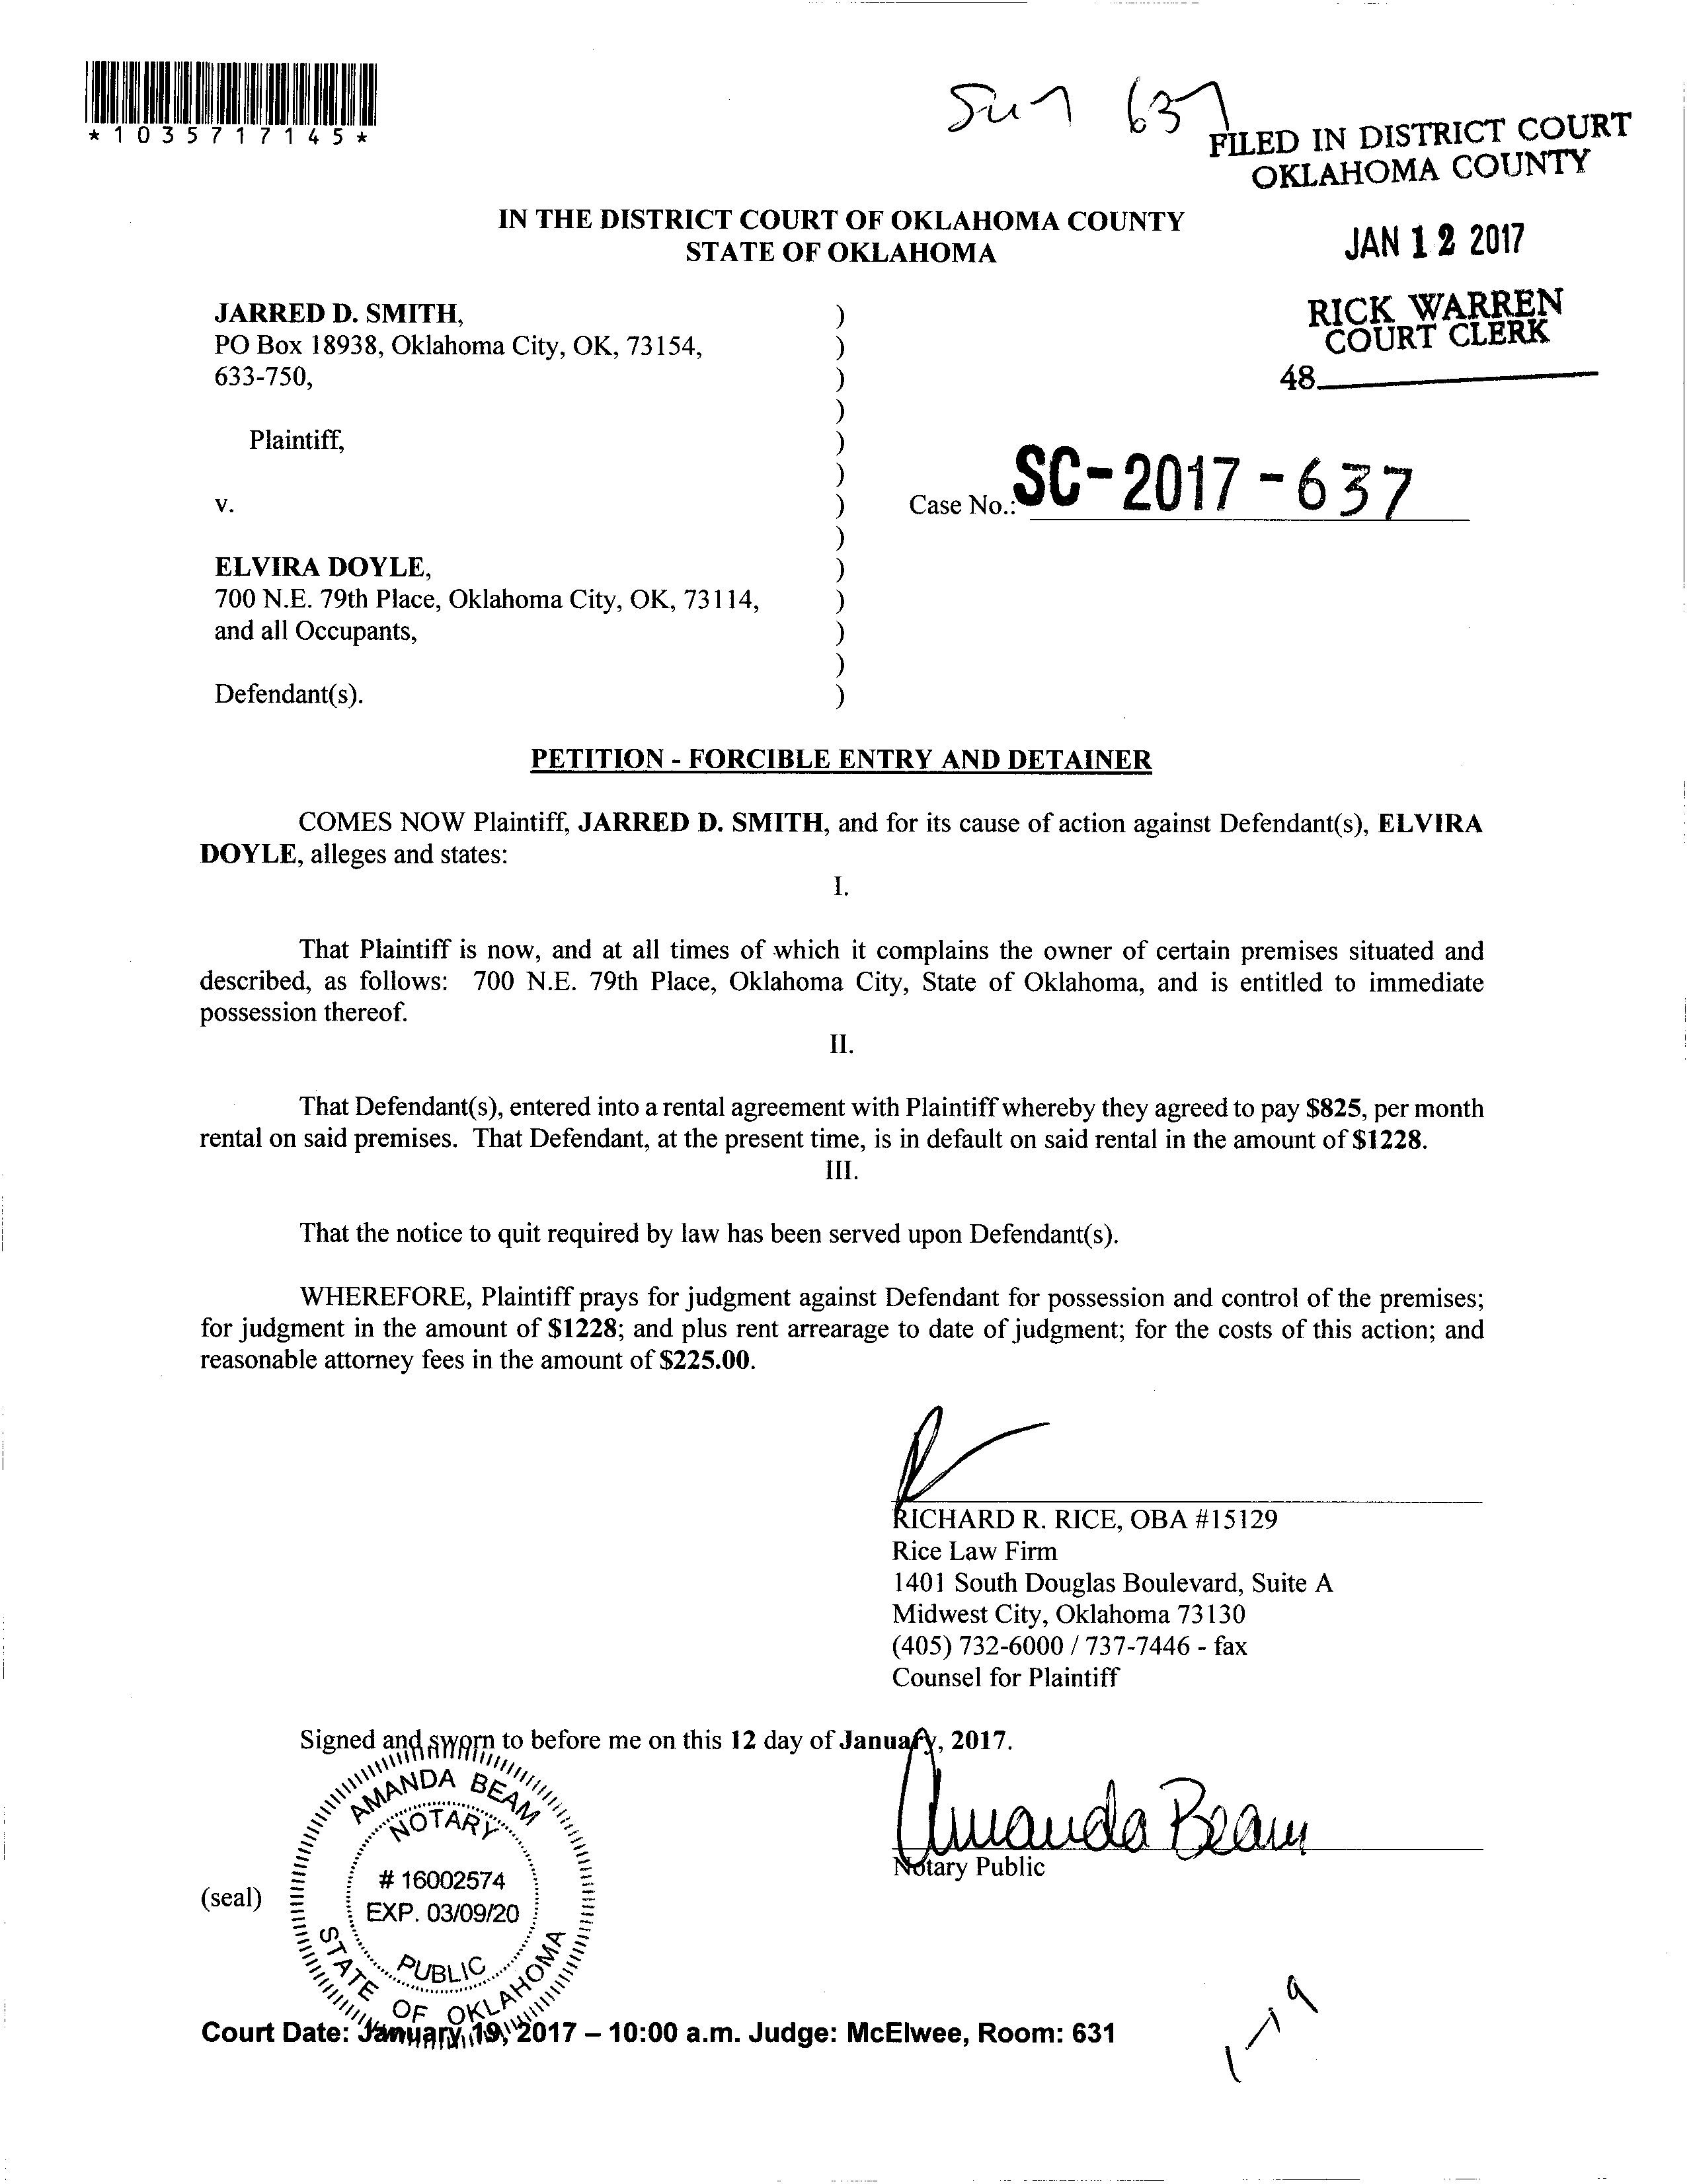 *1035717145*
637
FILED IN DISTRICT COURT
OKLAHOMA COUNTY
JAN 12 2017
RICK WARREN
COURT CLERK
48
IN THE DISTRICT COURT OF OKLAHOMA COUNTY
STATE OF OKLAHOMA
JARRED D. SMITH, )
PO Box 18938, Oklahoma City, OK, 73154, )
633-750, )
)
Plaintiff, )
)
v. ) Case No.: SC-2017-637
)
ELVIRA DOYLE, )
700 N.E. 79th Place, Oklahoma City, OK, 73114, )
and all Occupants, )
)
Defendant(s). )
PETITION - FORCIBLE ENTRY AND DETAINER
COMES NOW Plaintiff, JARRED D. SMITH, and for its cause of action against Defendant(s), ELVIRA
DOYLE, alleges and states:
I.
That Plaintiff is now, and at all times of which it complains the owner of certain premises situated and
described, as follows: 700 N.E. 79th Place, Oklahoma City, State of Oklahoma, and is entitled to immediate
possession thereof.
II.
That Defendant(s), entered into a rental agreement with Plaintiff whereby they agreed to pay $825, per month
rental on said premises. That Defendant, at the present time, is in default on said rental in the amount of $1228.
III.
That the notice to quit required by law has been served upon Defendant(s).
WHEREFORE, Plaintiff prays for judgment against Defendant for possession and control of the premises;
for judgment in the amount of $1228; and plus rent arrearage to date of judgment; for the costs of this action; and
reasonable attorney fees in the amount of $225.00.
RICHARD R. RICE, OBA #15129
Rice Law Firm
1401 South Douglas Boulevard, Suite A
Midwest City, Oklahoma 73130
(405) 732-6000 / 737-7446 - fax
Counsel for Plaintiff
Signed and sworn to before me on this 12 day of January, 2017.
Amanda Beam
Notary Public
(seal)
AMANDA BEAM
NOTARY
# 16002574
EXP. 03/09/20
PUBLIC
STATE OF OKLAHOMA
Court Date: January 19, 2017 – 10:00 a.m. Judge: McElwee, Room: 631
1-19